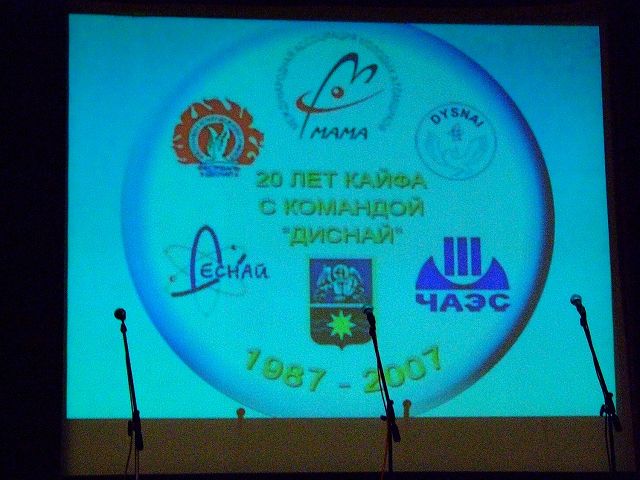 МАМА
DYSNAI
20 ЛЕТ КАЙФА
С КОМАНДОЙ
"ДИСНАЙ"
ДЕСНАЙ
ЧАЭС
1987 - 2007